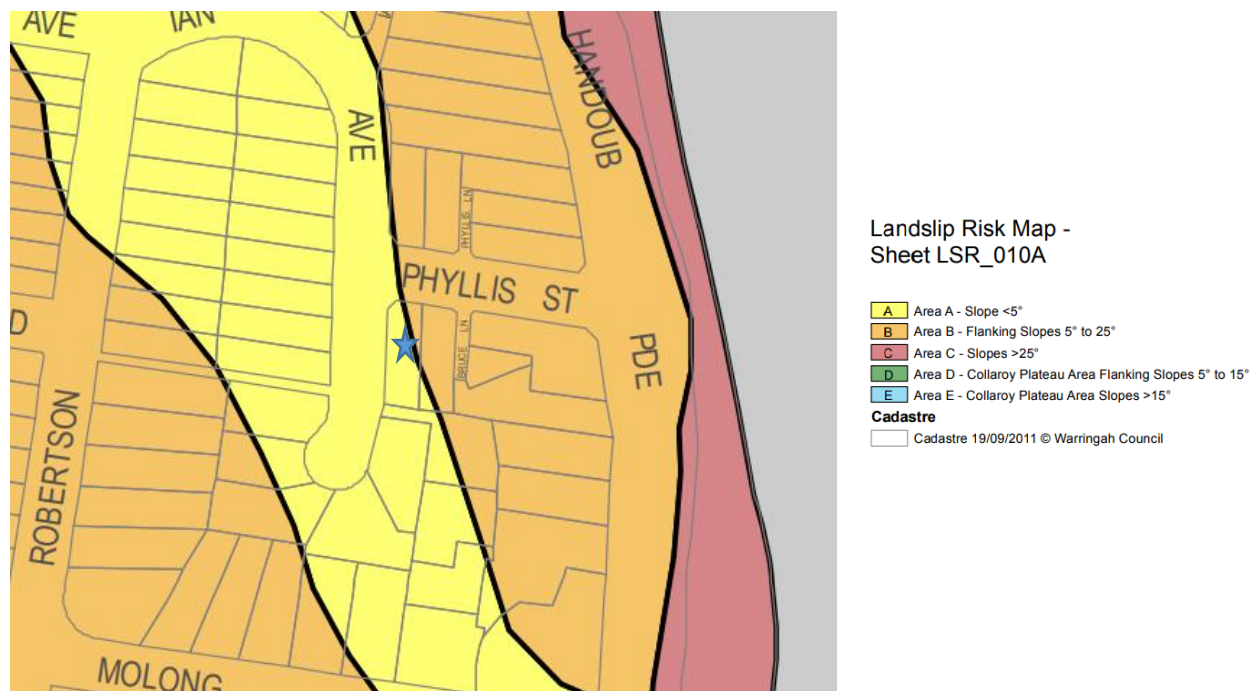 AVE
IAN
AVE
HANDOUB
PHYLLIS LN
PHYLLIS ST
BRUCE LN
PDE
D
ROBERTSON
MOLONG
Landslip Risk Map -
Sheet LSR_010A
A Area A - Slope <5°
B Area B - Flanking Slopes 5° to 25°
C Area C - Slopes >25°
D Area D - Collaroy Plateau Area Flanking Slopes 5° to 15°
E Area E - Collaroy Plateau Area Slopes >15°
Cadastre
Cadastre 19/09/2011 © Warringah Council